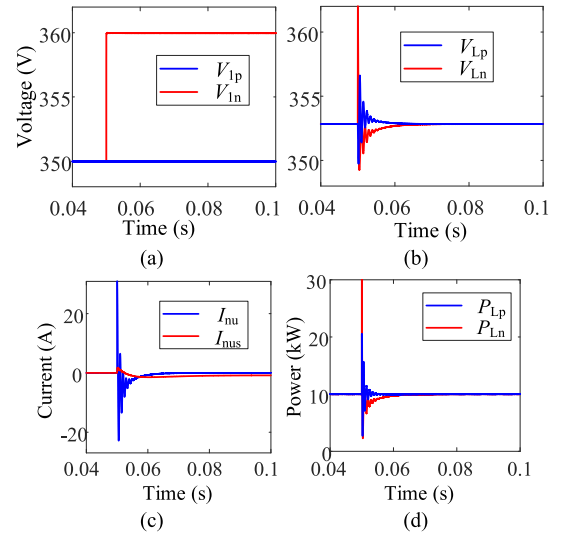 360
355
350
Voltage (V)
V1p
V1n
0.04 0.06 0.08 0.1
Time (s)
(a)
360
355
350
VLp
VLn
0.04 0.06 0.08 0.1
Time (s)
(b)
20
0
-20
Current (A)
Inu
Inus
0.04 0.06 0.08 0.1
Time (s)
(c)
30
20
10
0
Power (kW)
PLp
PLn
0.04 0.06 0.08 0.1
Time (s)
(d)